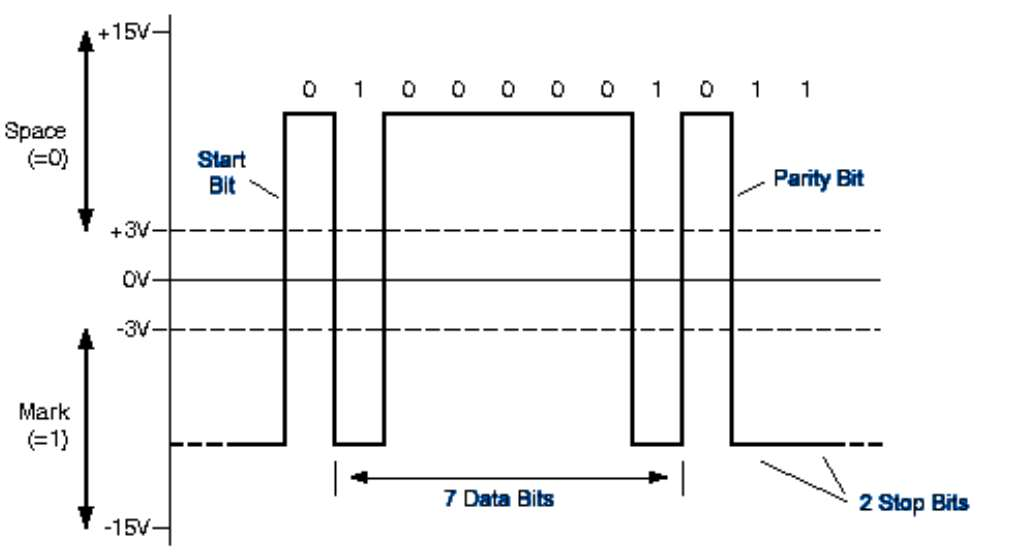 +15V
0 1 0 0 0 0 0 1 0 1 1
Space
(=0)
Start
Bit
Parity Bit
+3V
0V
-3V
Mark
(=1)
7 Data Bits
2 Stop Bits
-15V